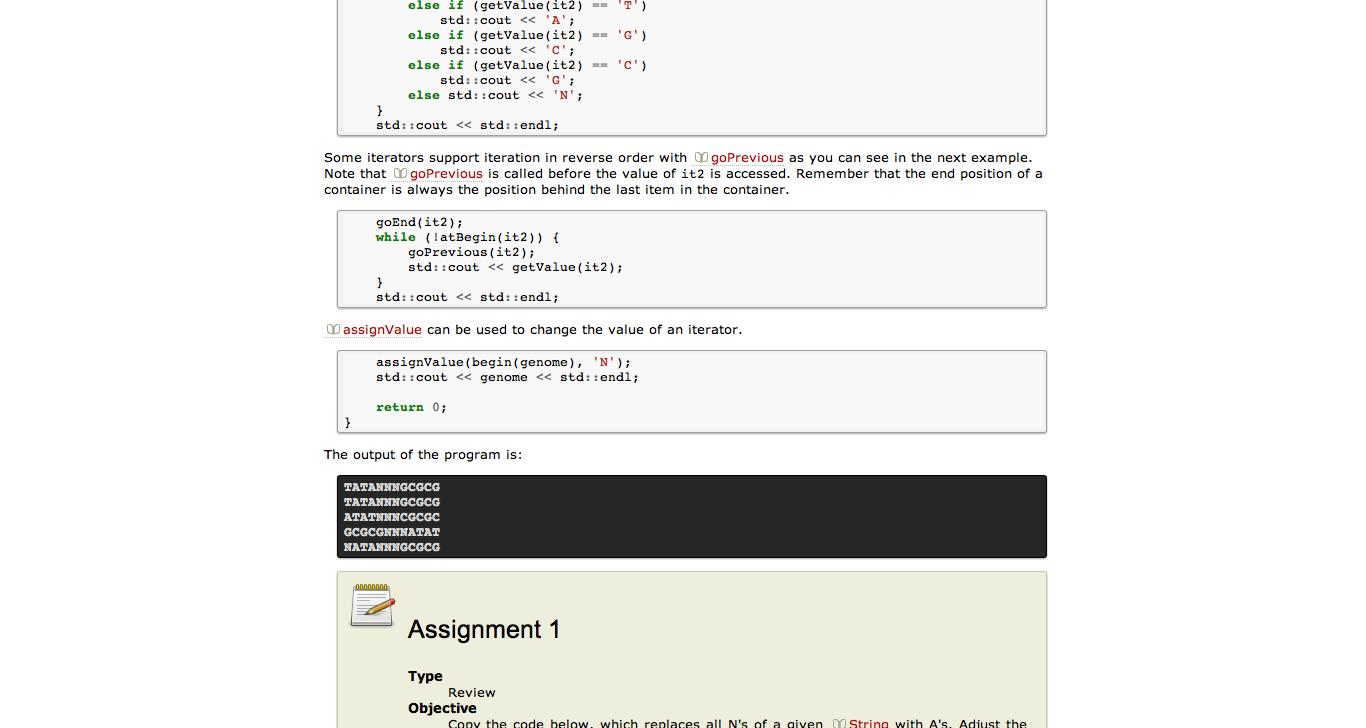 else if (getValue(it2) == 'T')
std::cout << 'A';
else if (getValue(it2) == 'G')
std::cout << 'C';
else if (getValue(it2) == 'C')
std::cout << 'G';
else std::cout << 'N';
}
std::cout << std::endl;
Some iterators support iteration in reverse order with goPrevious as you can see in the next example.
Note that goPrevious is called before the value of it2 is accessed. Remember that the end position of a
container is always the position behind the last item in the container.
goEnd(it2);
while (!atBegin(it2)) {
goPrevious(it2);
std::cout << getValue(it2);
}
std::cout << std::endl;
assignValue can be used to change the value of an iterator.
assignValue(begin(genome), 'N');
std::cout << genome << std::endl;
return 0;
}
The output of the program is:
TATANNNGCGCG
TATANNNGCGCG
ATATNNNCGCGC
GCGCGNNNATAT
NATANNNGCGCG
Assignment 1
Type
Review
Objective
Copy the code below, which replaces all N's of a given String with A's. Adjust the